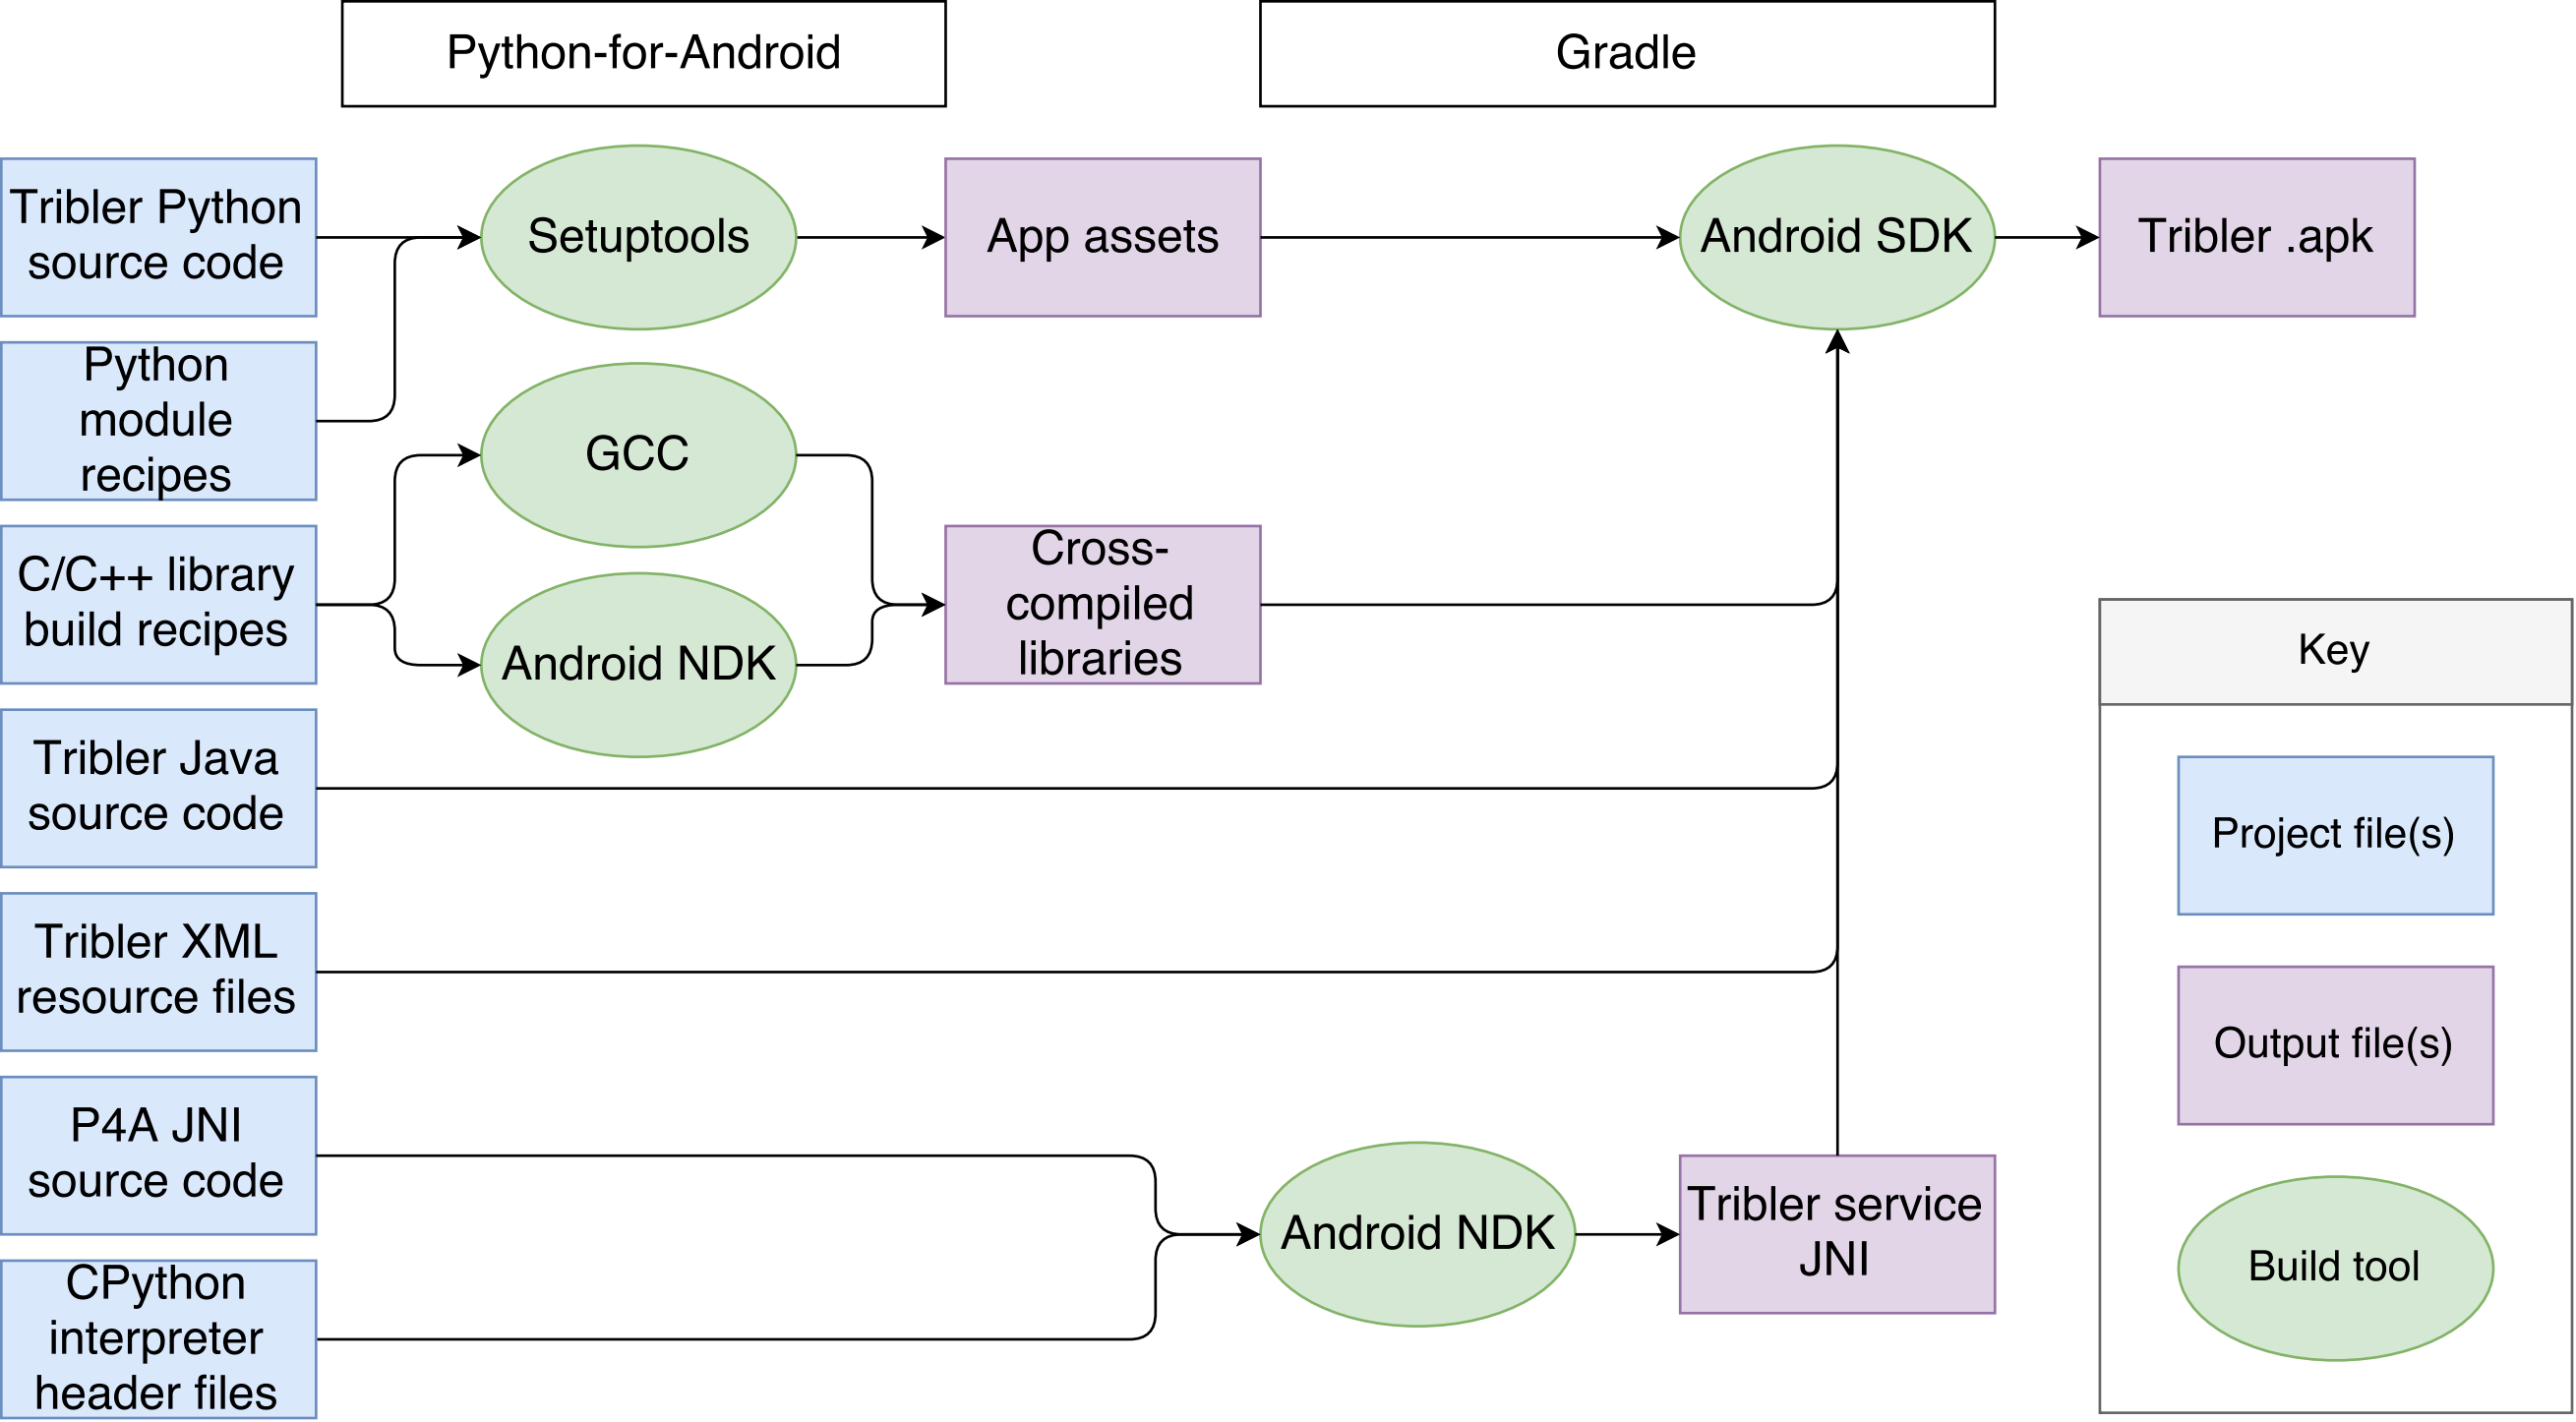 Python-for-Android
Gradle
Tribler Python
source code
Setuptools
App assets
Android SDK
Tribler .apk
Python
module
recipes
GCC
C/C++ library
build recipes
Android NDK
Cross-
compiled
libraries
Tribler Java
source code
Tribler XML
resource files
P4A JNI
source code
CPython
interpreter
header files
Android NDK
Tribler service
JNI
Key
Project file(s)
Output file(s)
Build tool